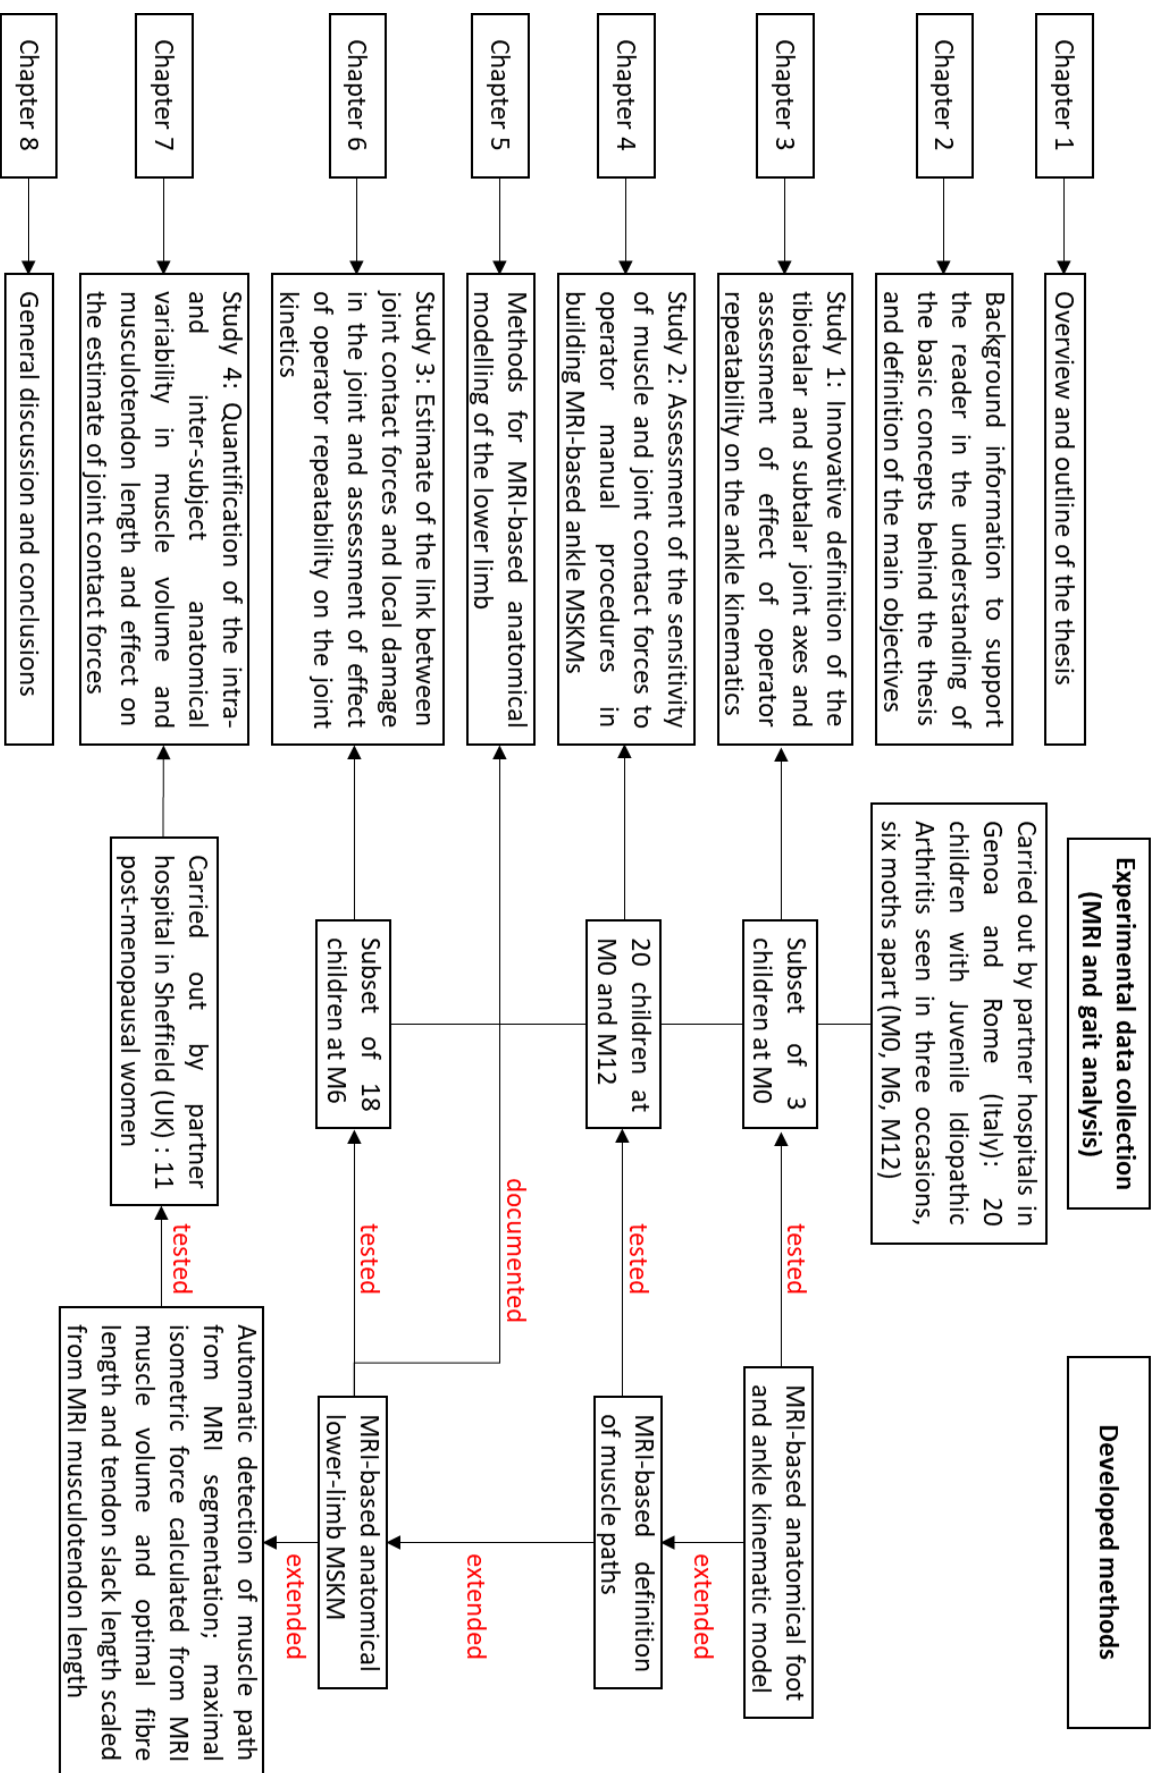 Experimental data collection
(MRI and gait analysis)
Developed methods
Chapter 1
Overview and outline of the thesis
Chapter 2
Background information to support
the reader in the understanding of
the basic concepts behind the thesis
and definition of the main objectives
Carried out by partner hospitals in
Genoa and Rome (Italy): 20
children with Juvenile Idiopathic
Arthritis seen in three occasions,
six moths apart (M0, M6, M12)
Chapter 3
Study 1: Innovative definition of the
tibiotalar and subtalar joint axes and
assessment of effect of operator
repeatability on the ankle kinematics
Subset of 3
children at M0
tested
MRI-based anatomical foot
and ankle kinematic model
extended
Chapter 4
Study 2: Assessment of the sensitivity
of muscle and joint contact forces to
operator manual procedures in
building MRI-based ankle MSKMs
20 children at
M0 and M12
tested
MRI-based definition
of muscle paths
extended
Chapter 5
Methods for MRI-based anatomical
modelling of the lower limb
documented
Chapter 6
Study 3: Estimate of the link between
joint contact forces and local damage
in the joint and assessment of effect
of operator repeatability on the joint
kinetics
Subset of 18
children at M6
tested
MRI-based anatomical
lower-limb MSKM
extended
Chapter 7
Study 4: Quantification of the intra-
and inter-subject anatomical
variability in muscle volume and
musculotendon length and effect on
the estimate of joint contact forces
Carried out by partner
hospital in Sheffield (UK) : 11
post-menopausal women
tested
Automatic detection of muscle path
from MRI segmentation; maximal
isometric force calculated from MRI
muscle volume and optimal fibre
length and tendon slack length scaled
from MRI musculotendon length
Chapter 8
General discussion and conclusions